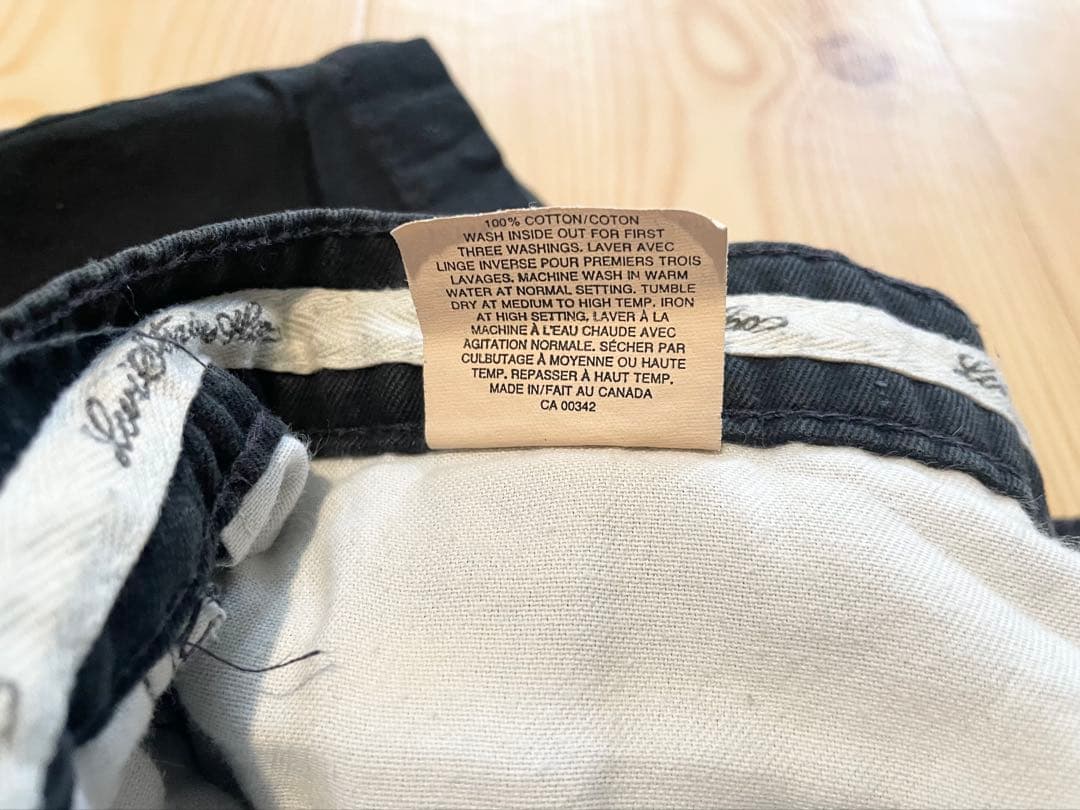 100% COTTON/COTON
WASH INSIDE OUT FOR FIRST
THREE WASHINGS. LAVER AVEC
LINGE INVERSE POUR PREMIERS TROIS
LAVAGES. MACHINE WASH IN WARM
WATER AT NORMAL SETTING. TUMBLE
DRY AT MEDIUM TO HIGH TEMP. IRON
AT HIGH SETTING. LAVER À LA
MACHINE À L'EAU CHAUDE AVEC
AGITATION NORMALE. SÉCHER PAR
CULBUTAGE À MOYENNE OU HAUTE
TEMP. REPASSER À HAUT TEMP.
MADE IN/FAIT AU CANADA
CA 00342